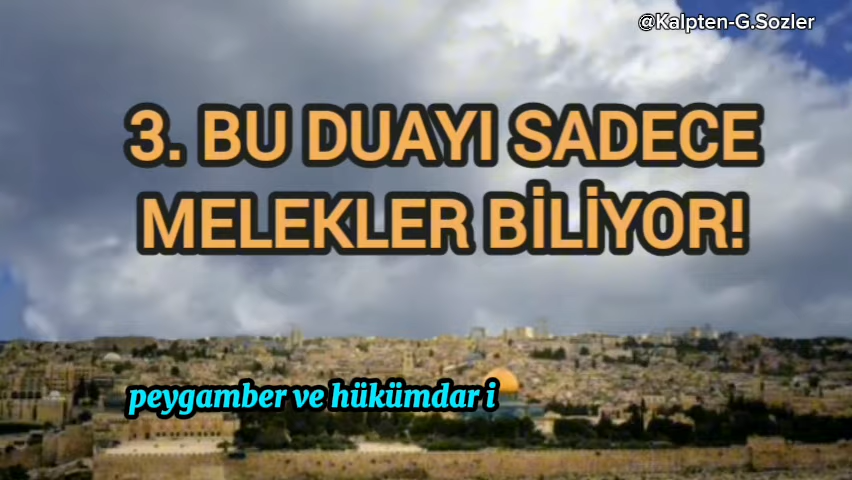 @Kalpten-G.Sozler
3. BU DUAYI SADECE
MELEKLER BİLİYOR!
peygamber ve hükümdar i